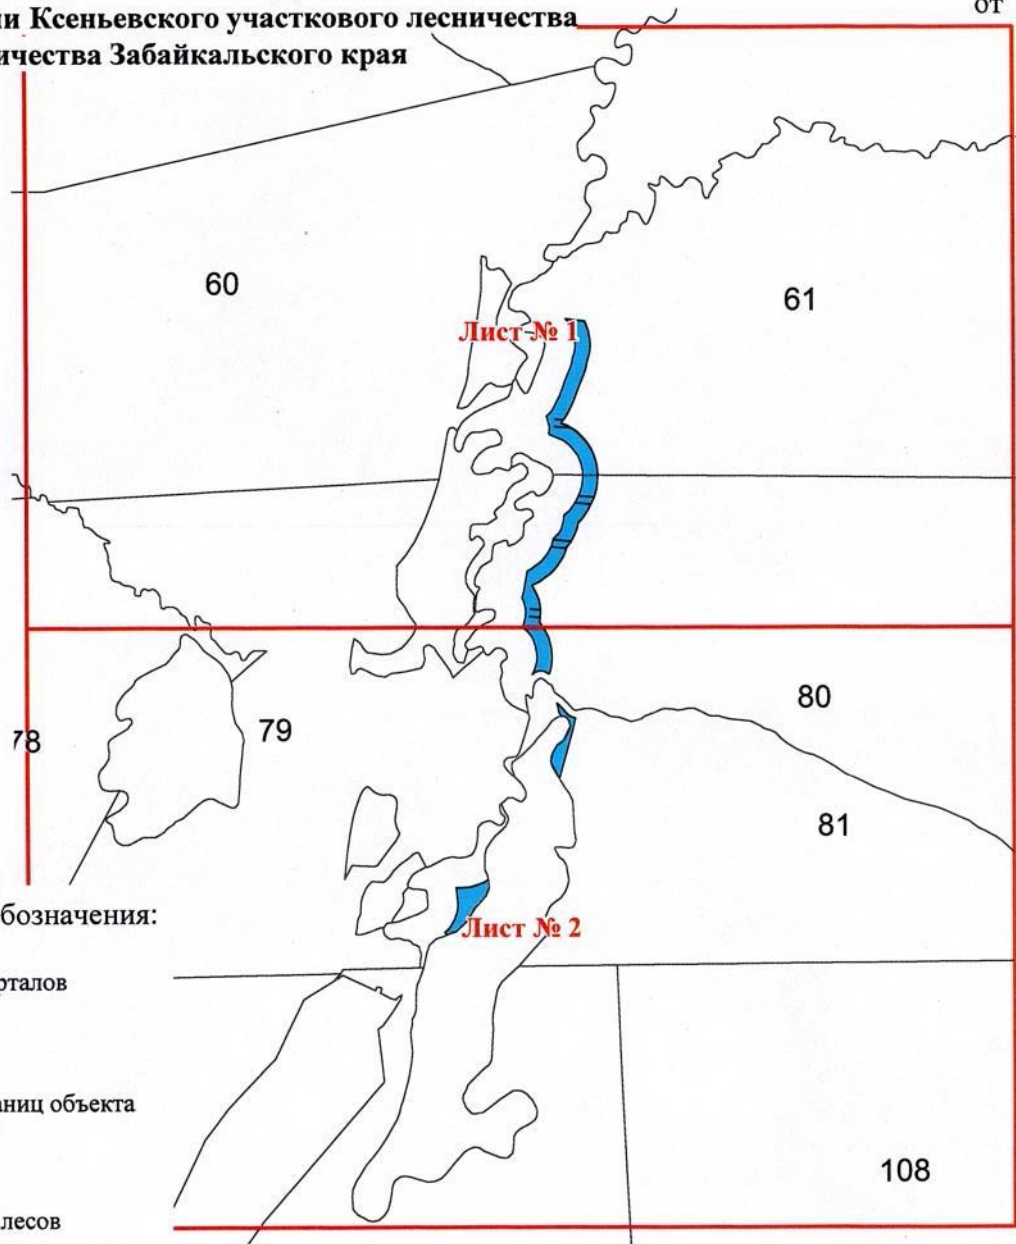 и Ксеньевского участкового лесничества
ичества Забайкальского края
от
60
61
Лист № 1
80
78
79
81
бозначения:
Лист № 2
рталов
аниц объекта
108
лесов